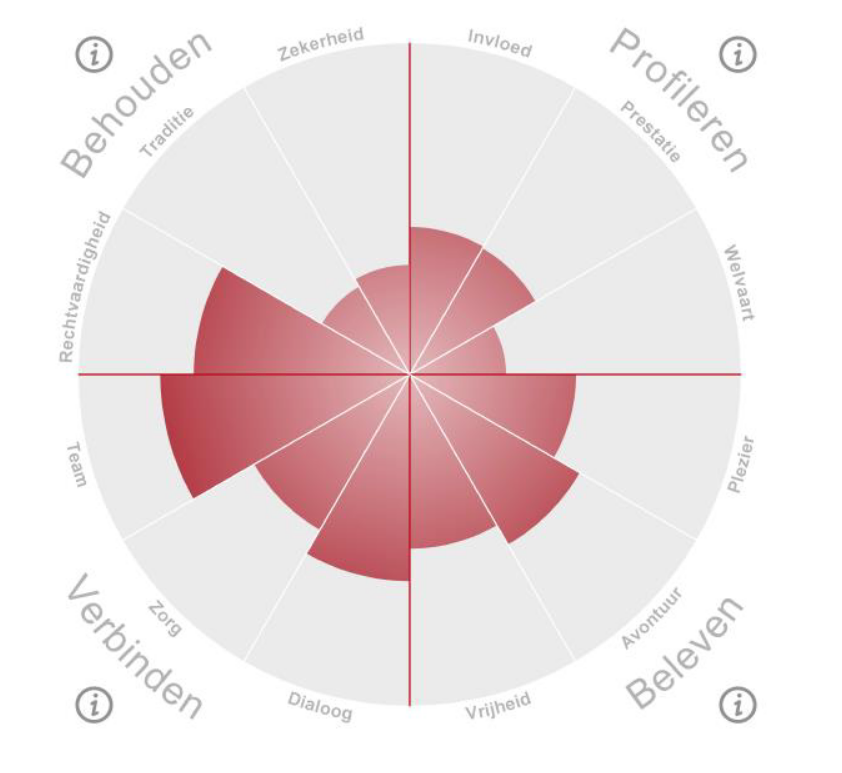 Behouden
Zekerheid
Invloed
Profileren
Traditie
Prestatie
Rechtvaardigheid
Welvaart
Team
Plezier
Verbinden
Zorg
Avontuur
Beleven
Dialoog
Vrijheid
i
i
i
i